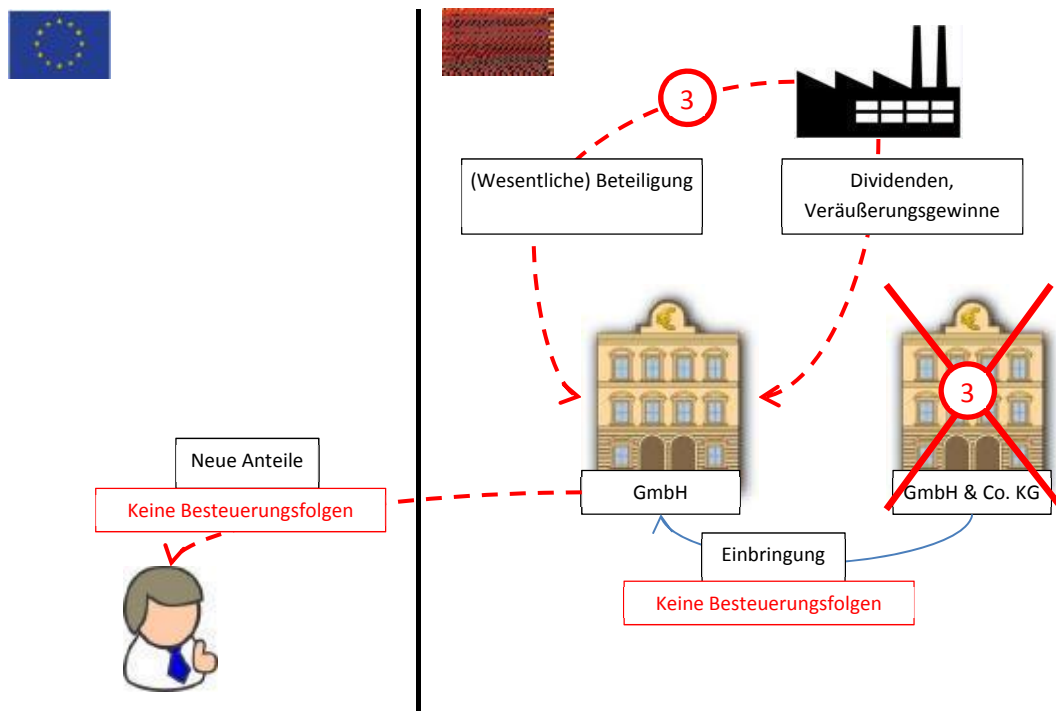 3
(Wesentliche) Beteiligung
Dividenden,
Veräußerungsgewinne
€
€
3
Neue Anteile
Keine Besteuerungsfolgen
GmbH
GmbH & Co. KG
Einbringung
Keine Besteuerungsfolgen